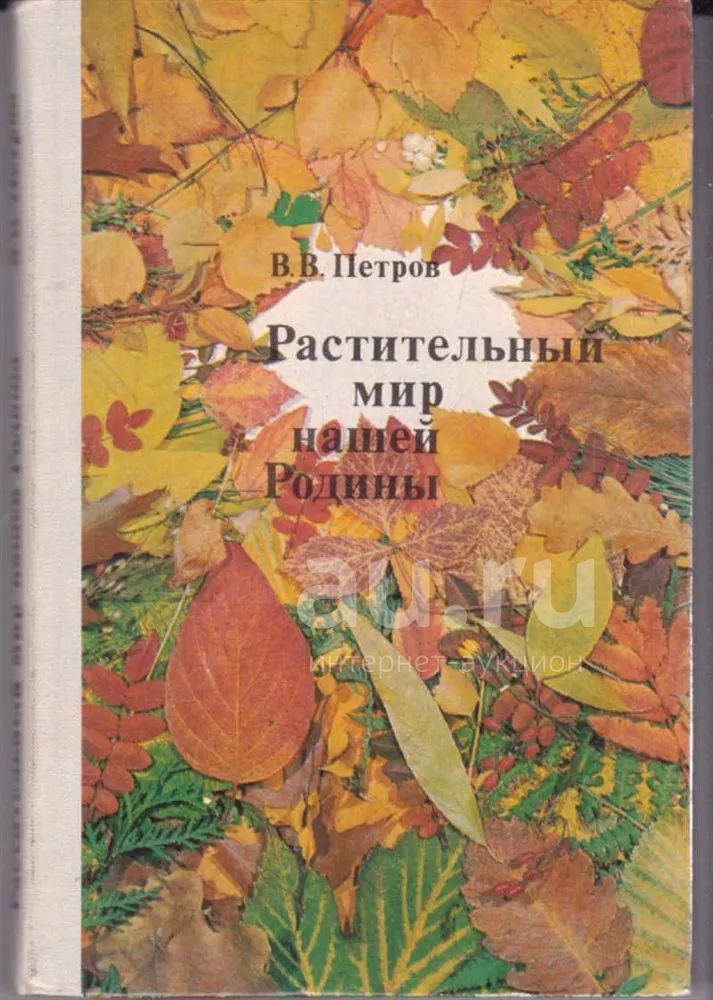 В. В. Петров
Растительный
мир
нашей
Родины
au.ru
интернет-аукцион